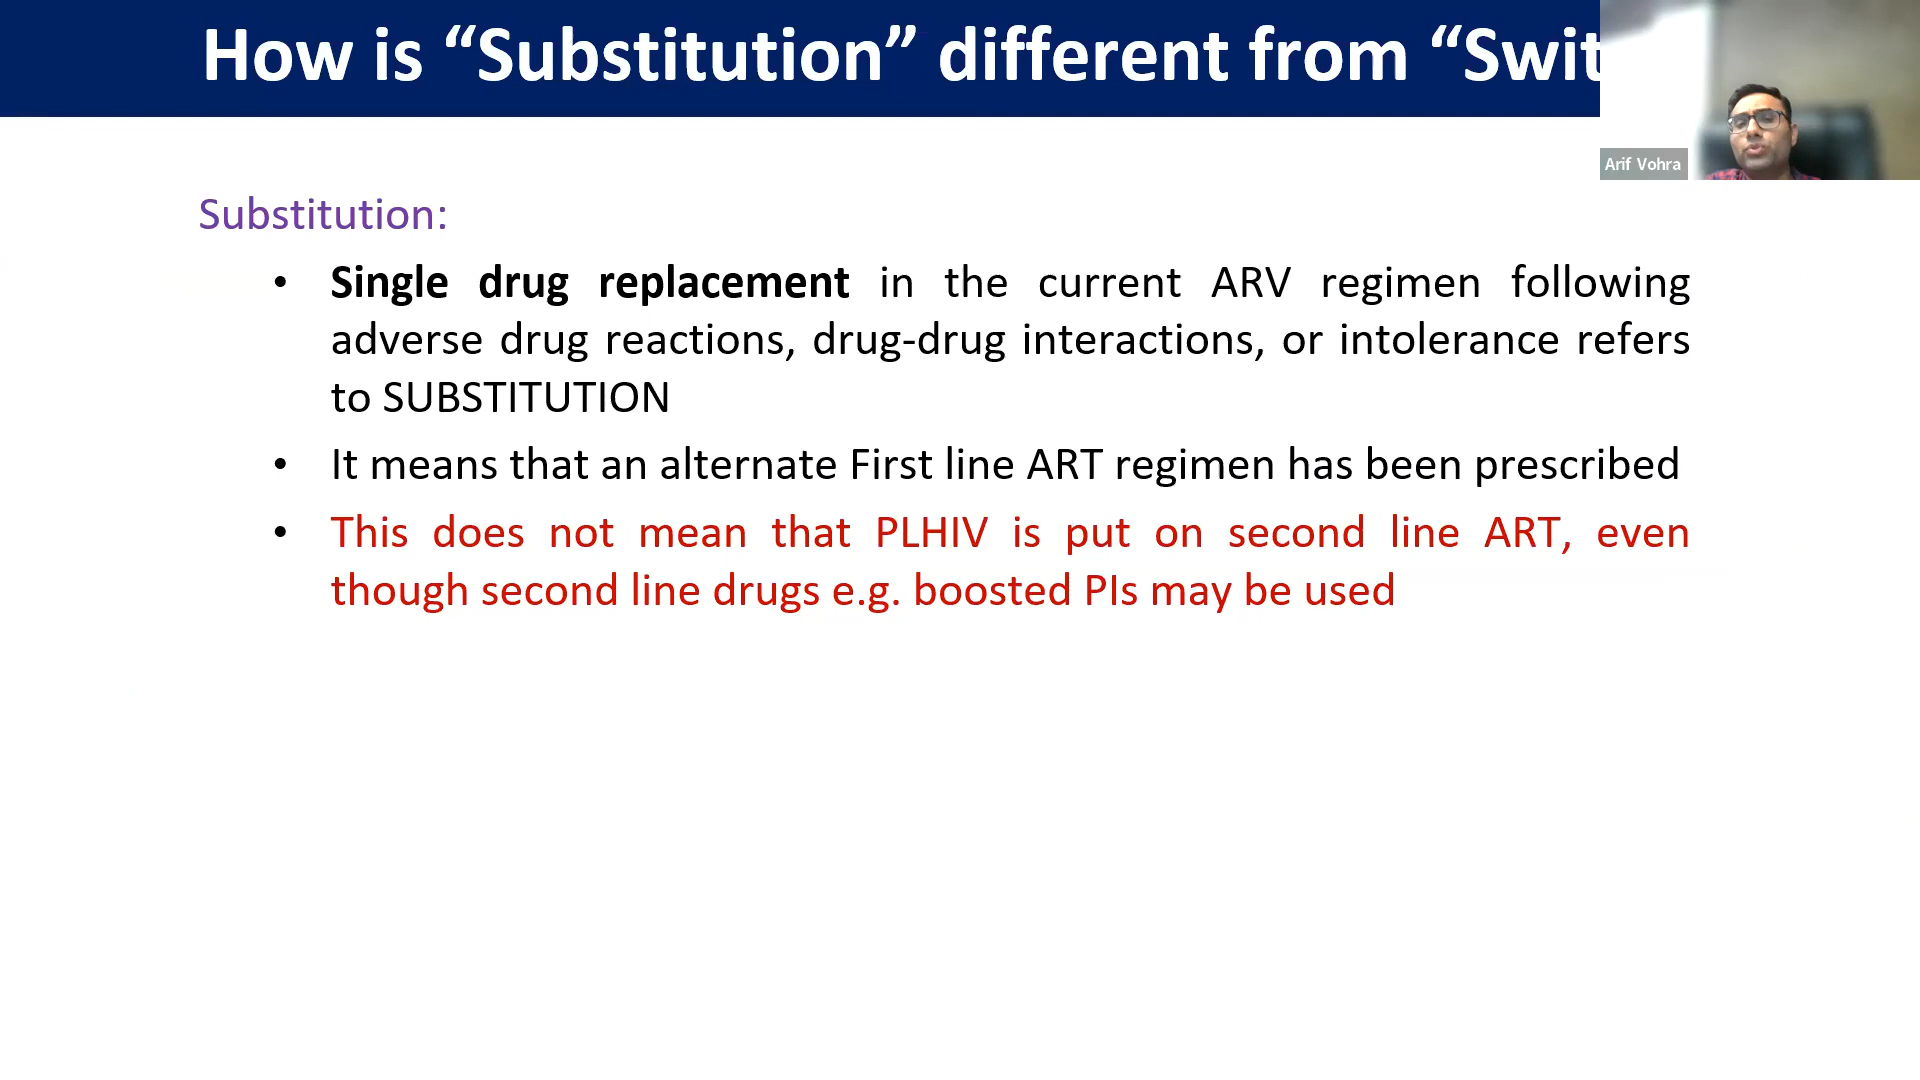 How is “Substitution” different from “Swit
Arif Vohra
Substitution:
• Single drug replacement in the current ARV regimen following
adverse drug reactions, drug-drug interactions, or intolerance refers
to SUBSTITUTION
• It means that an alternate First line ART regimen has been prescribed
• This does not mean that PLHIV is put on second line ART, even
though second line drugs e.g. boosted PIs may be used